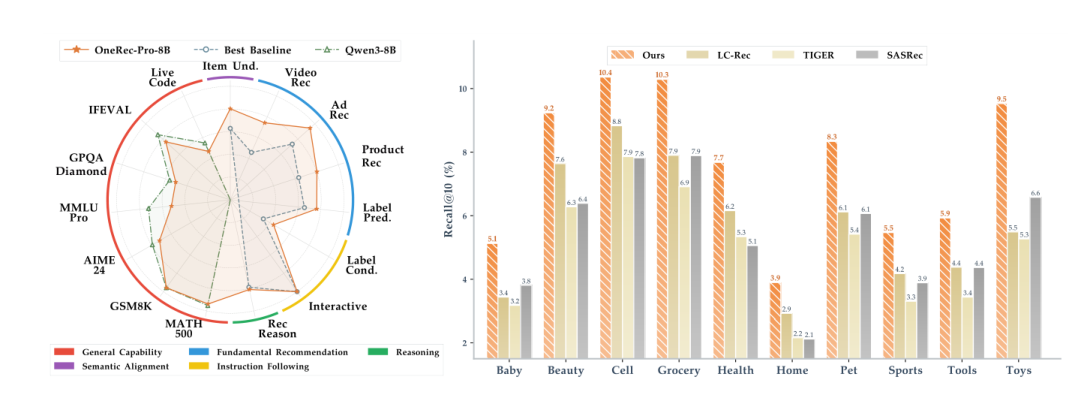 OneRec-Pro-8B Best Baseline Qwen3-8B
Item Und.
Video
Rec
Ad
Rec
Product
Rec
Label
Pred.
Label
Cond.
Interactive
Rec
Reason
MATH
500
GSM8K
AIME
24
MMLU
Pro
GPQA
Diamond
IFEVAL
Live
Code
General Capability Fundamental Recommendation Reasoning
Semantic Alignment Instruction Following
Ours LC-Rec TIGER SASRec
Recall@10 (%)
10
8
6
4
2
5.1 3.4 3.2 3.8
9.2 7.6 6.3 6.4
10.4 8.8 7.9 7.8
10.3 7.9 6.9 7.9
7.7 6.2 5.3 5.1
3.9 2.9 2.2 2.1
8.3 6.1 5.4 6.1
5.5 4.2 3.3 3.9
5.9 4.4 3.4 4.4
9.5 5.5 5.3 6.6
Baby Beauty Cell Grocery Health Home Pet Sports Tools Toys